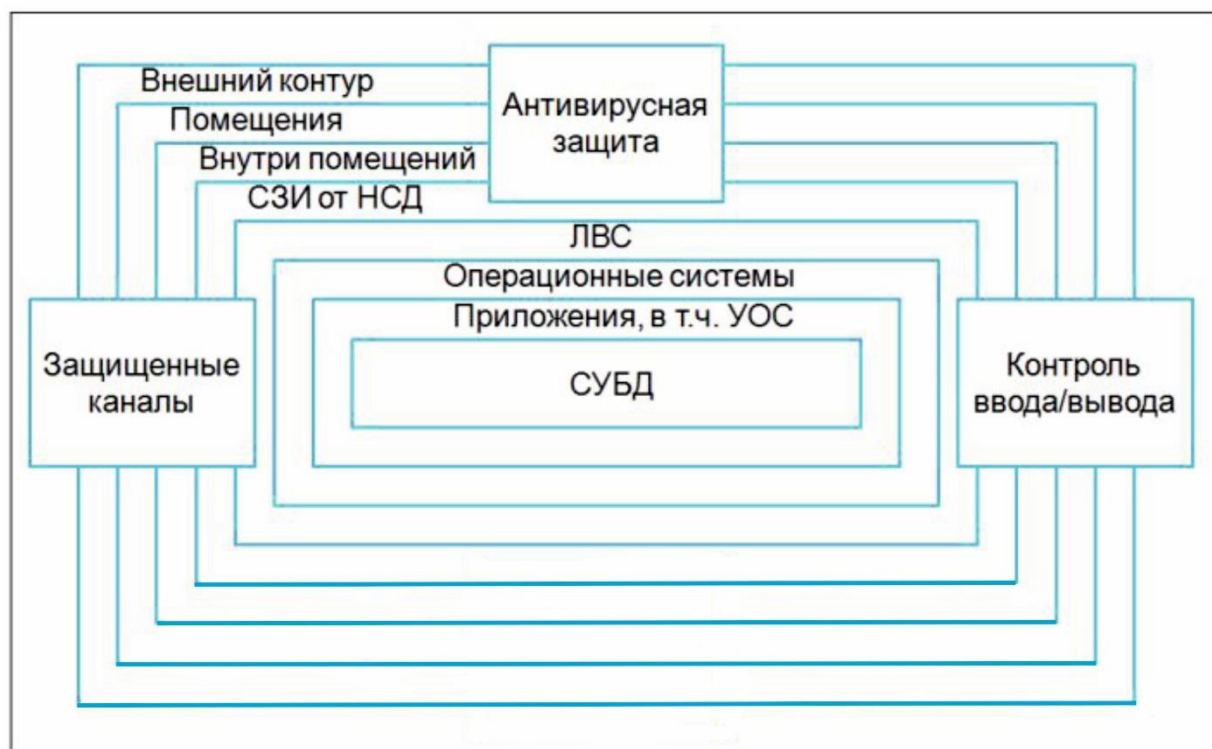 Внешний контур
Антивирусная
защита
Помещения
Внутри помещений
СЗИ от НСД
ЛВС
Операционные системы
Приложения, в т.ч. УОС
Защищенные
каналы
СУБД
Контроль
ввода/вывода